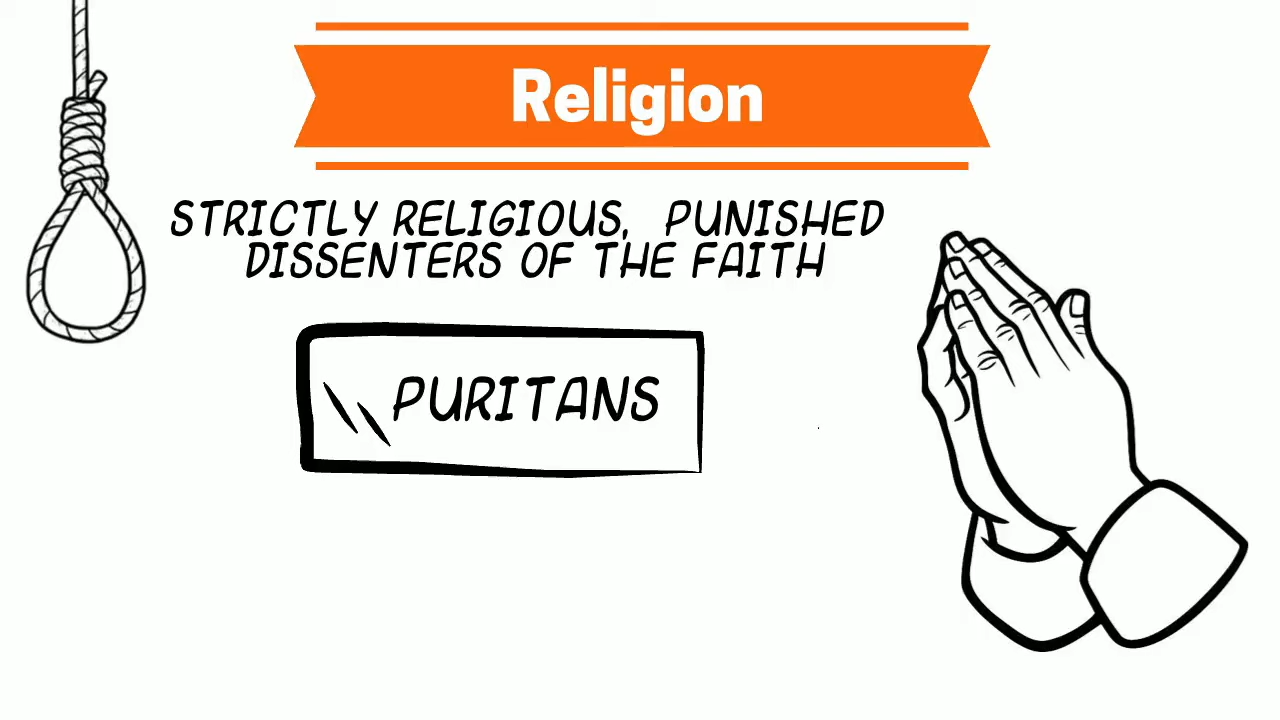 Religion
STRICTLY RELIGIOUS, PUNISHED
DISSENTERS OF THE FAITH
PURITANS